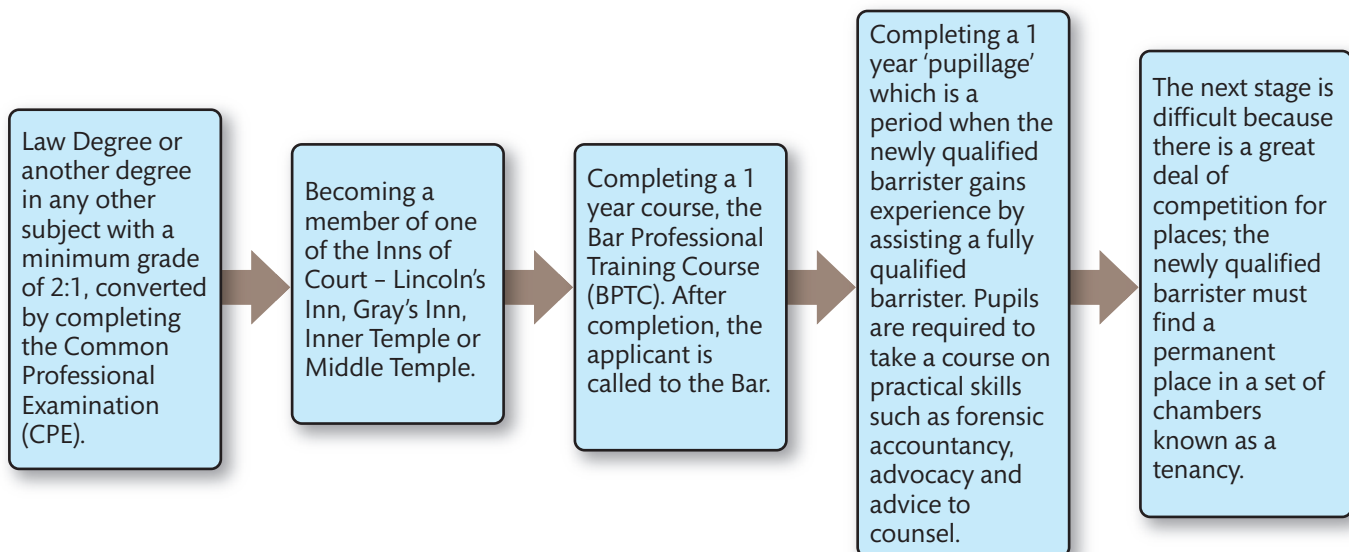 Law Degree or
another degree
in any other
subject with a
minimum grade
of 2:1, converted
by completing
the Common
Professional
Examination
(CPE).
Becoming a
member of one
of the Inns of
Court – Lincoln’s
Inn, Gray’s Inn,
Inner Temple or
Middle Temple.
Completing a 1
year course, the
Bar Professional
Training Course
(BPTC). After
completion, the
applicant is
called to the Bar.
Completing a 1
year ‘pupillage’
which is a
period when the
newly qualified
barrister gains
experience by
assisting a fully
qualified
barrister. Pupils
are required to
take a course on
practical skills
such as forensic
accountancy,
advocacy and
advice to
counsel.
The next stage is
difficult because
there is a great
deal of
competition for
places; the
newly qualified
barrister must
find a
permanent
place in a set of
chambers
known as a
tenancy.